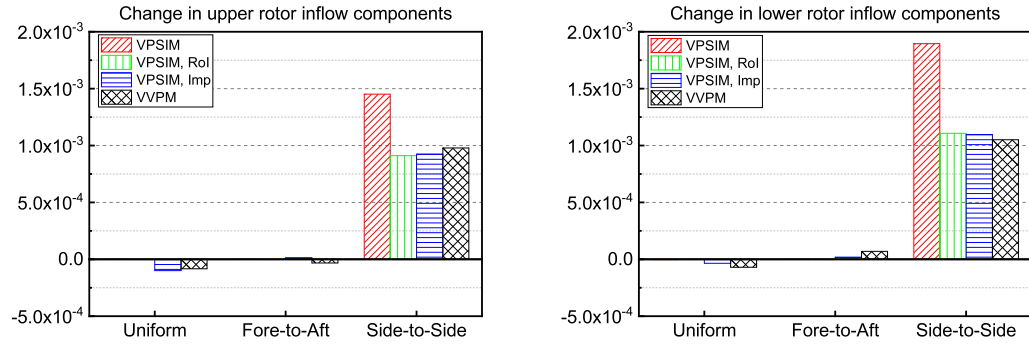 Change in upper rotor inflow components
2.0x10⁻³
1.5x10⁻³
1.0x10⁻³
5.0x10⁻⁴
0.0
-5.0x10⁻⁴
VPSIM
VPSIM, RoI
VPSIM, Imp
VVPM
Uniform
Fore-to-Aft
Side-to-Side
Change in lower rotor inflow components
2.0x10⁻³
1.5x10⁻³
1.0x10⁻³
5.0x10⁻⁴
0.0
-5.0x10⁻⁴
VPSIM
VPSIM, RoI
VPSIM, Imp
VVPM
Uniform
Fore-to-Aft
Side-to-Side